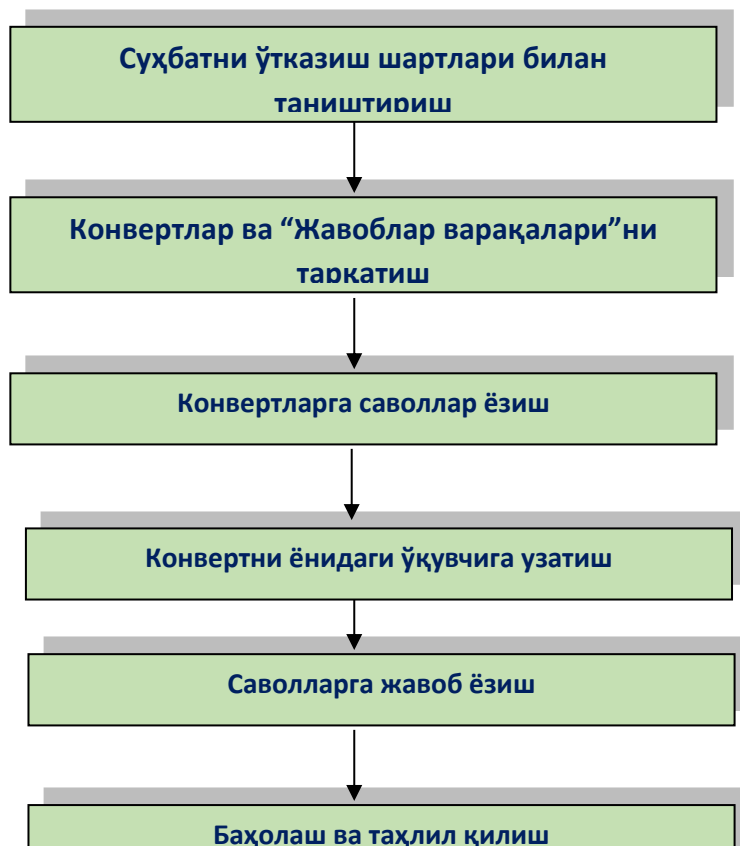 Суҳбатни ўтказиш шартлари билан
таништириш
Конвертлар ва “Жавоблар варақалари”ни
тарқатиш
Конвертларга саволлар ёзиш
Конвертни ёнидаги ўқувчига узатиш
Саволларга жавоб ёзиш
Баҳолаш ва таҳлил қилиш